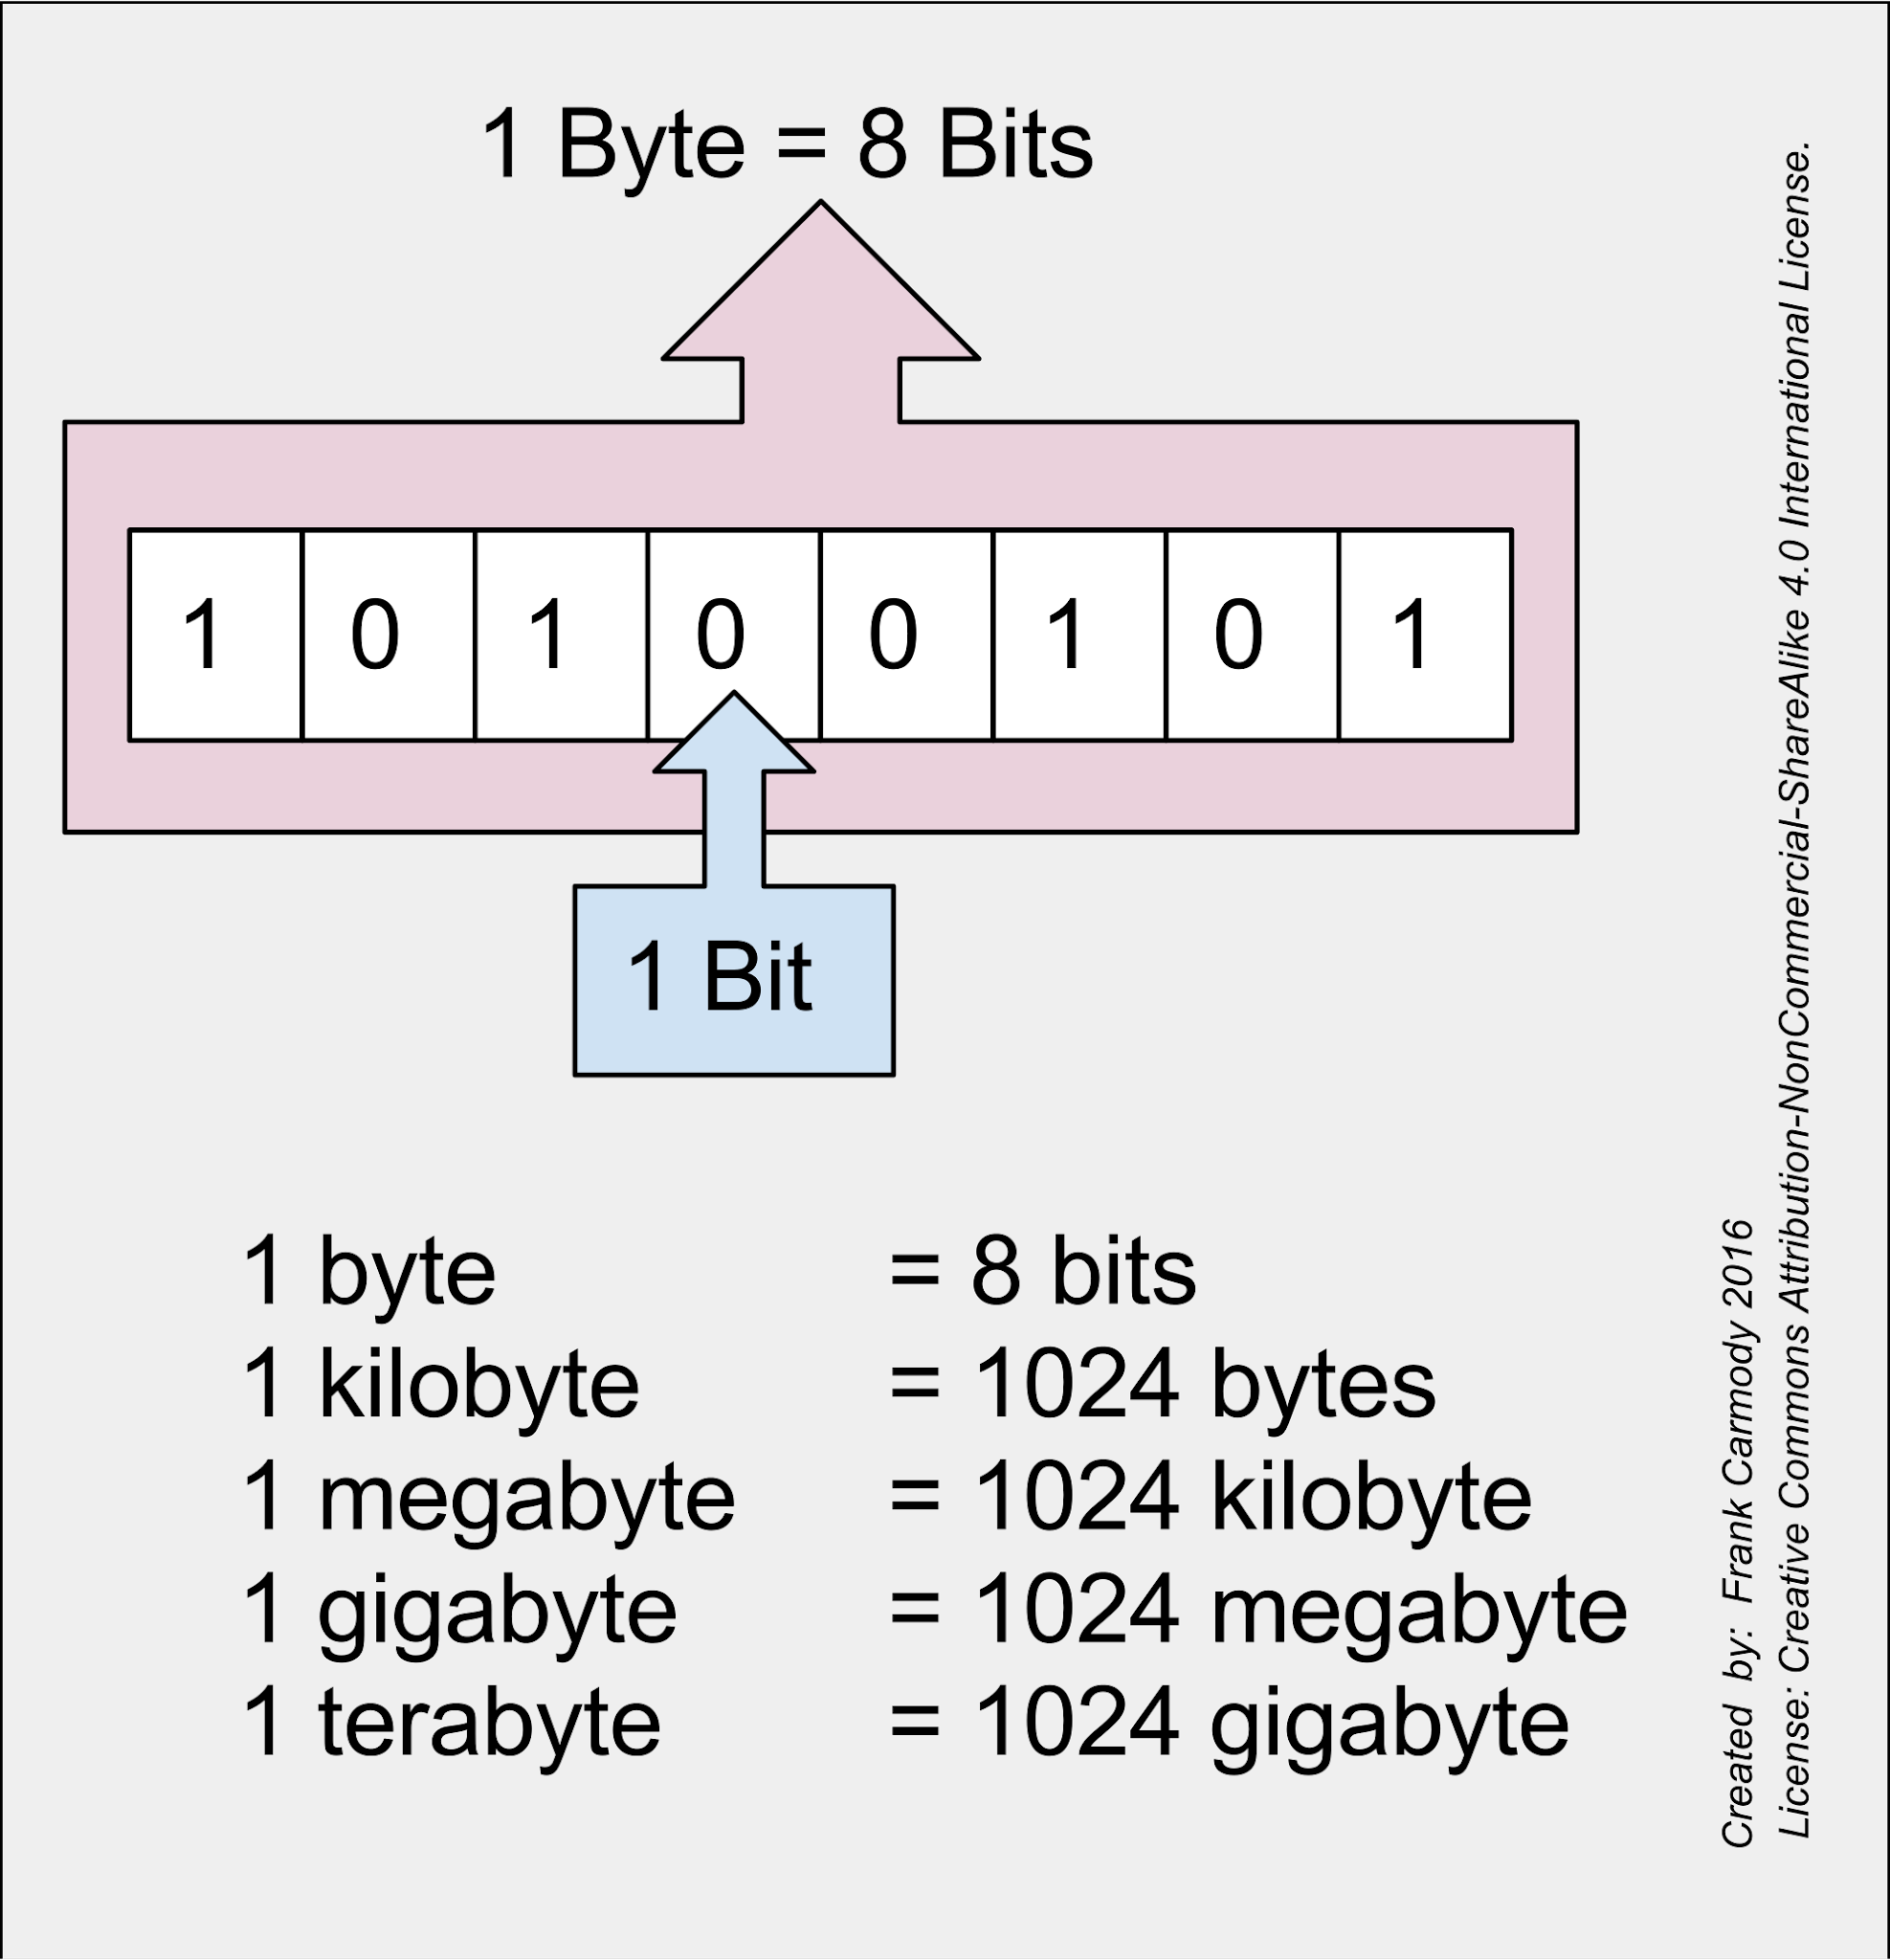 1 Byte = 8 Bits
1 0 1 0 0 1 0 1
1 Bit
1 byte = 8 bits
1 kilobyte = 1024 bytes
1 megabyte = 1024 kilobyte
1 gigabyte = 1024 megabyte
1 terabyte = 1024 gigabyte
Created by: Frank Carmody 2016
License: Creative Commons Attribution-NonCommercial-ShareAlike 4.0 International License.